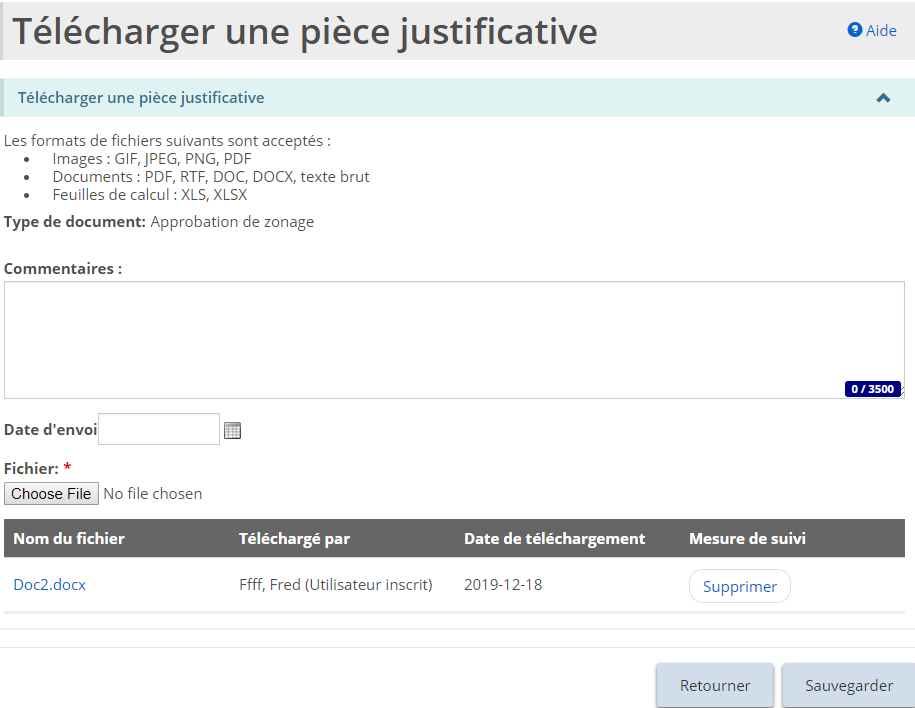 Télécharger une pièce justificative
Aide
Télécharger une pièce justificative
Les formats de fichiers suivants sont acceptés :
• Images : GIF, JPEG, PNG, PDF
• Documents : PDF, RTF, DOC, DOCX, texte brut
• Feuilles de calcul : XLS, XLSX
Type de document: Approbation de zonage
Commentaires :
0 / 3500
Date d'envoi
Fichier: *
Choose File No file chosen
Nom du fichier Téléchargé par Date de téléchargement Mesure de suivi
Doc2.docx Ffff, Fred (Utilisateur inscrit) 2019-12-18 Supprimer
Retourner Sauvegarder